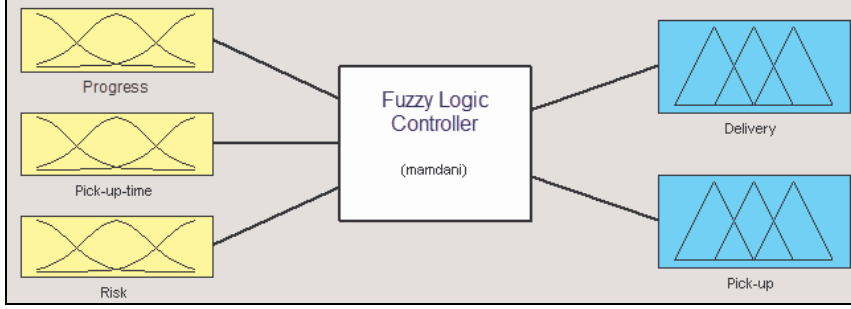 Progress
Pick-up-time
Risk
Fuzzy Logic
Controller
(mamdani)
Delivery
Pick-up